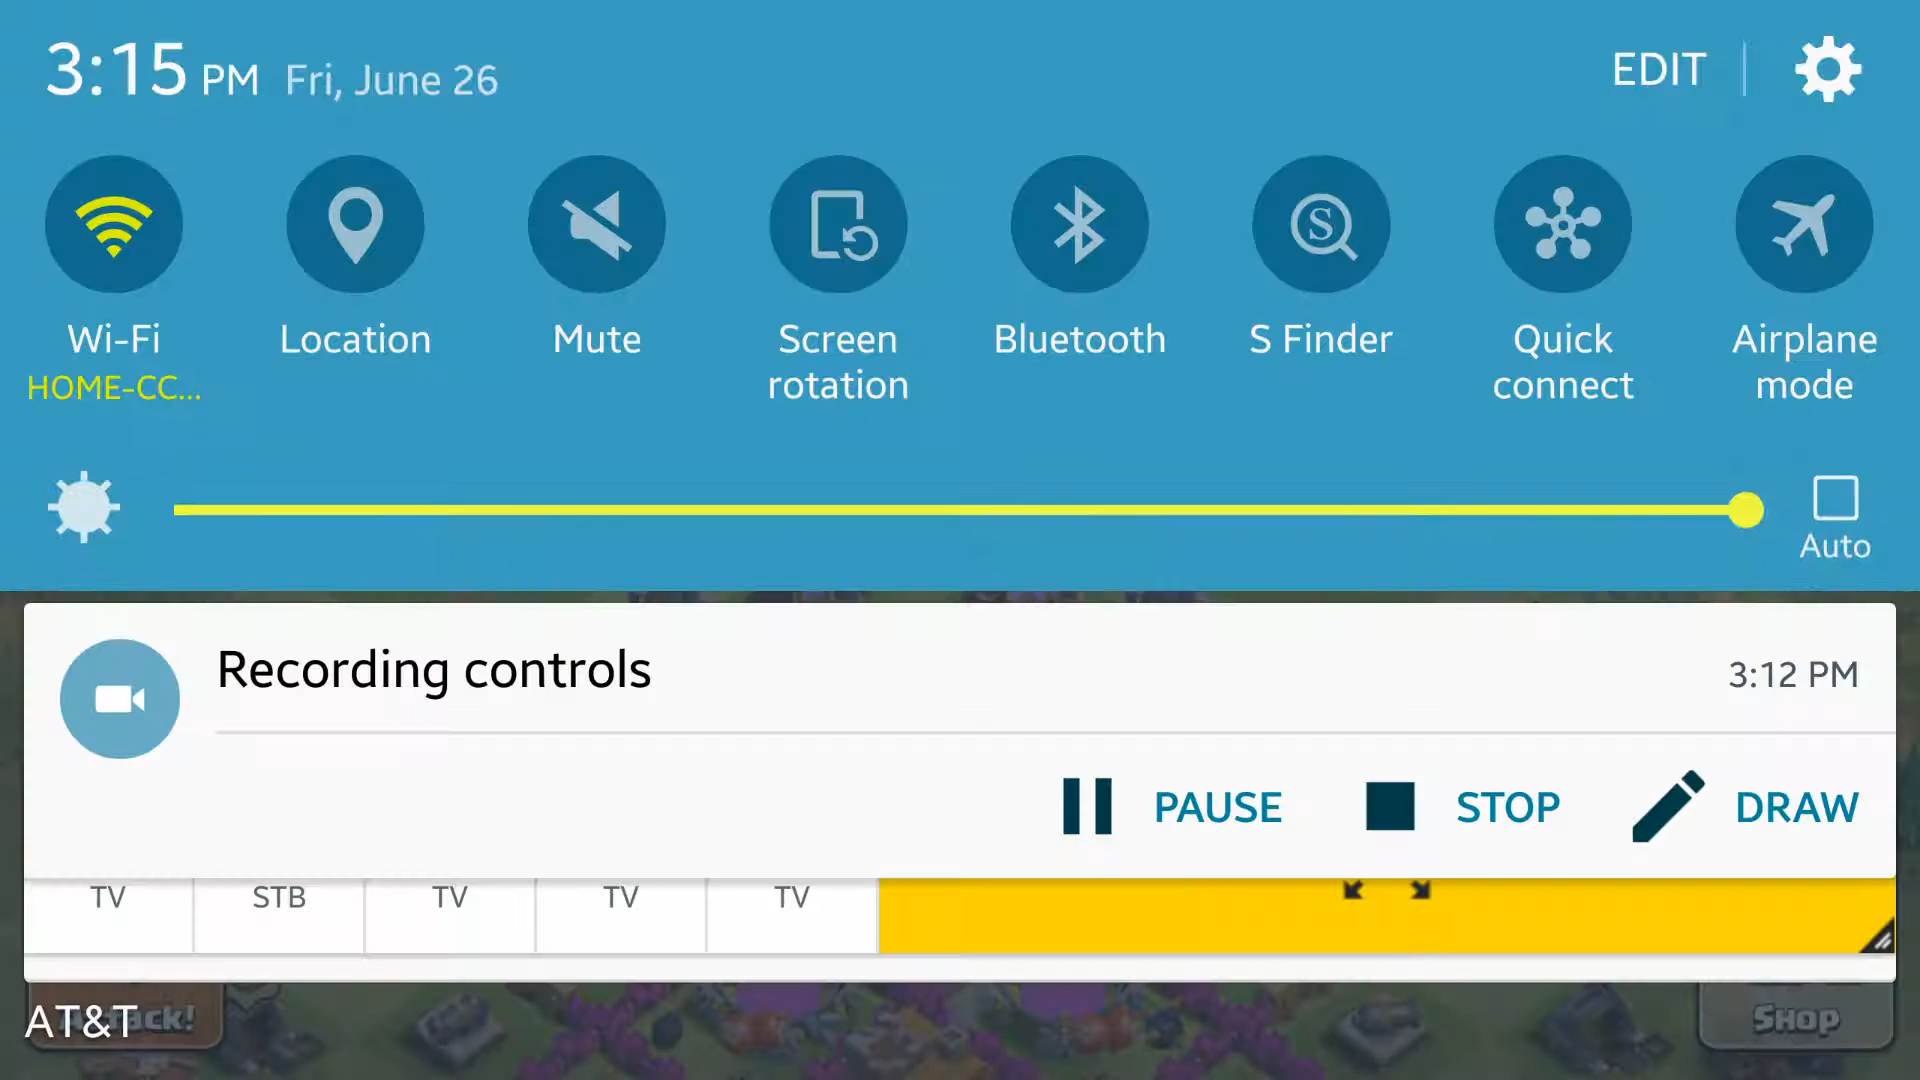 3:15 PM Fri, June 26
EDIT
Wi-Fi
HOME-CC...
Location
Mute
Screen
rotation
Bluetooth
S
S Finder
Quick
connect
Airplane
mode
Auto
Recording controls
3:12 PM
PAUSE
STOP
DRAW
TV
STB
TV
TV
TV
AT&T
Shop